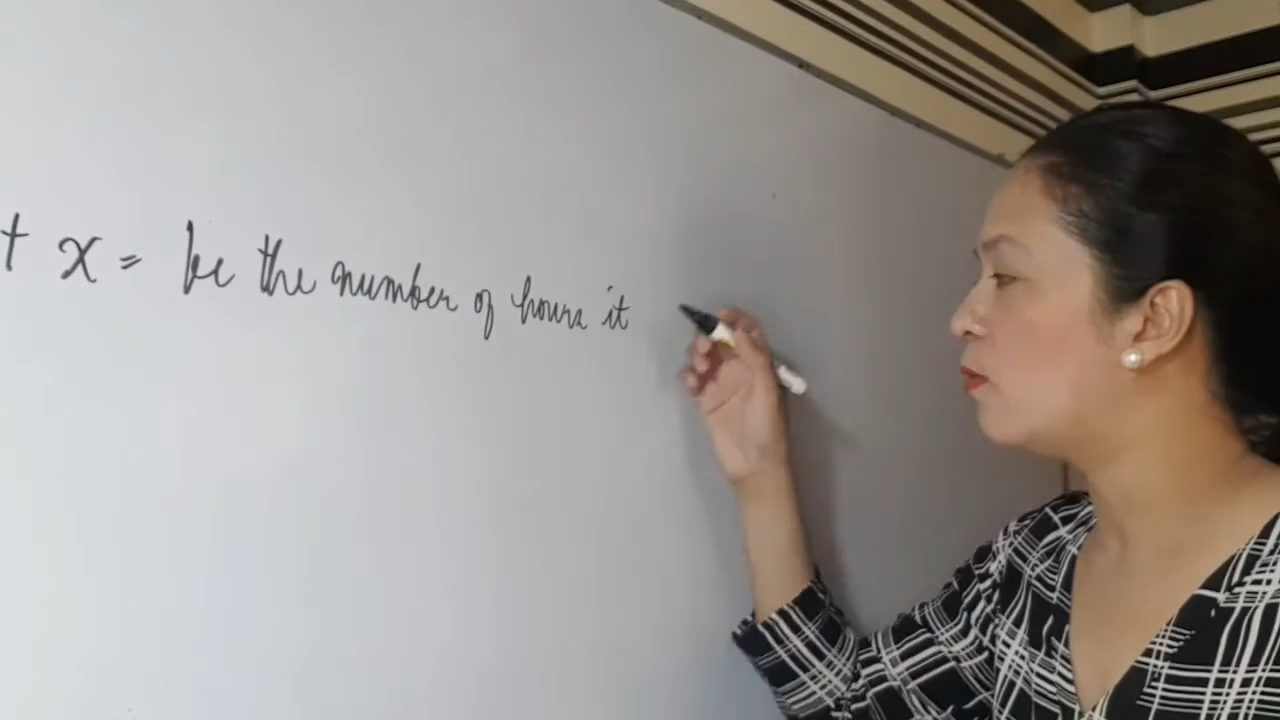 t x = be the number of hours it